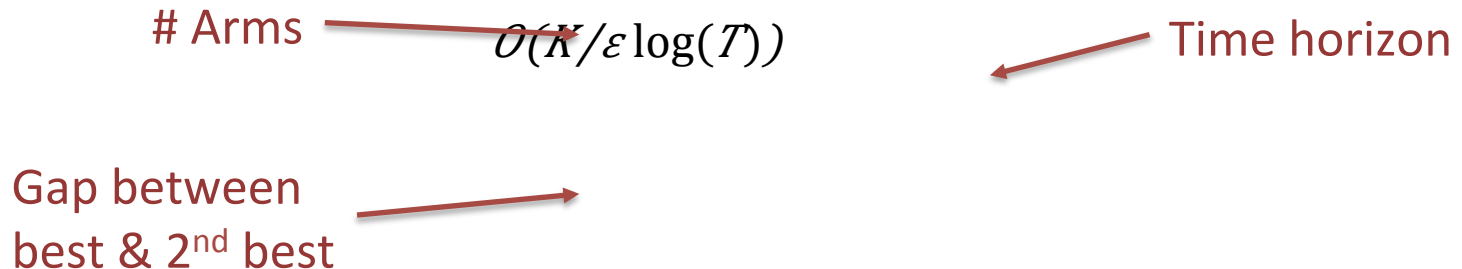 # Arms
O(K/ε log(T))
Time horizon
Gap between
best & 2nd best